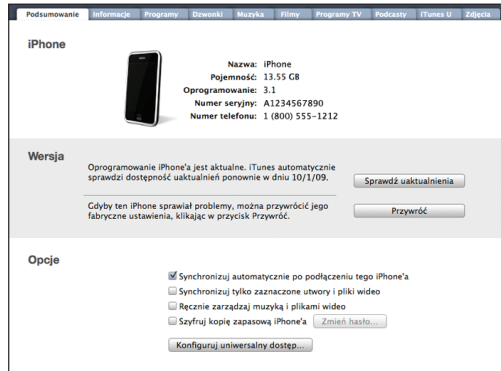 Podsumowanie Informacje Programy Dzwonki Muzyka Filmy Programy TV Podcasty iTunes U Zdjęcia
iPhone
Nazwa: iPhone
Pojemność: 13.55 GB
Oprogramowanie: 3.1
Numer seryjny: A1234567890
Numer telefonu: 1 (800) 555-1212
Wersja
Oprogramowanie iPhone'a jest aktualne. iTunes automatycznie
sprawdzi dostępność uaktualnień ponownie w dniu 10/1/09.
Sprawdź uaktualnienia
Gdyby ten iPhone sprawiał problemy, można przywrócić jego
fabryczne ustawienia, klikając w przycisk Przywróć.
Przywróć
Opcje
Synchronizuj automatycznie po podłączeniu tego iPhone'a
Synchronizuj tylko zaznaczone utwory i pliki wideo
Ręcznie zarządzaj muzyką i plikami wideo
Szyfruj kopię zapasową iPhone'a Zmień hasło...
Konfiguruj uniwersalny dostęp...